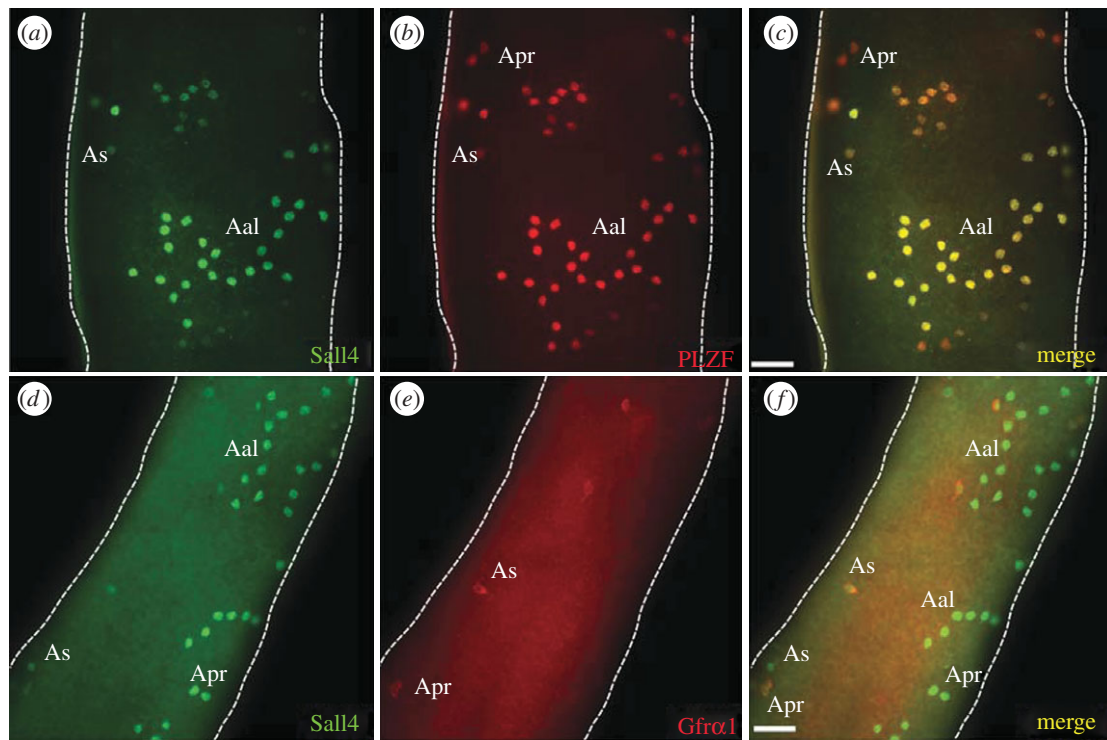 (a)
As
Aal
Sall4
(b)
Apr
As
Aal
PLZF
(c)
Apr
As
Aal
merge
(d)
Aal
As
Apr
Sall4
(e)
As
Apr
Gfrα1
(f)
Aal
As
Aal
As
Apr
Apr
merge